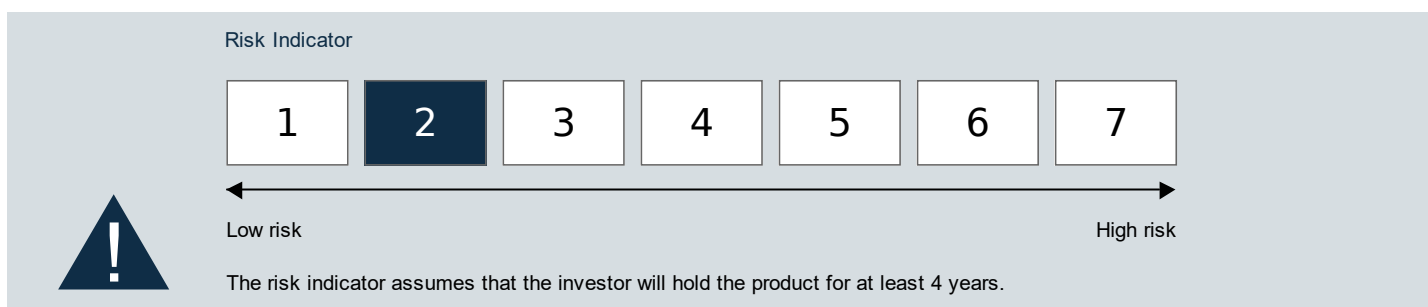 Risk Indicator
1 2 3 4 5 6 7
Low risk High risk
!
The risk indicator assumes that the investor will hold the product for at least 4 years.